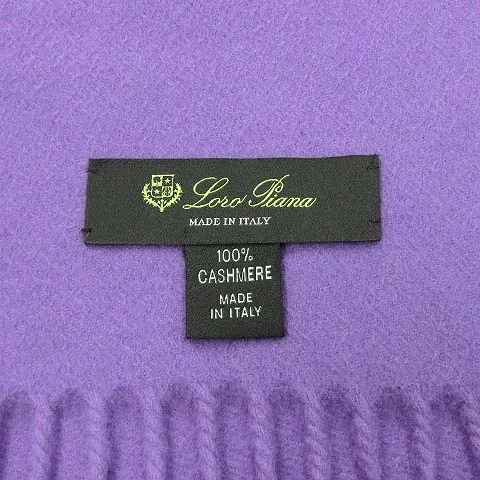 Loro Piana
MADE IN ITALY
100%
CASHMERE
MADE
IN ITALY